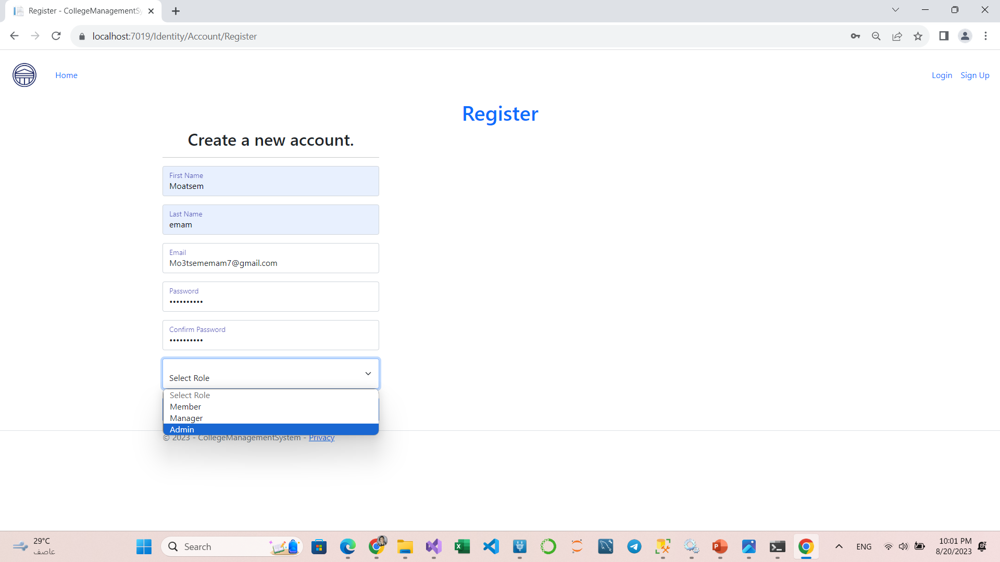 Register - CollegeManagementSy
localhost:7019/Identity/Account/Register
Home
Login
Sign Up
Register
Create a new account.
First Name
Moatsem
Last Name
emam
Email
Mo3tsememam7@gmail.com
Password
••••••••••
Confirm Password
••••••••••
Select Role
Select Role
Member
Manager
Admin
© 2023 - CollegeManagementSystem - Privacy
29°C
عاصف
Search
ENG
10:01 PM
8/20/2023